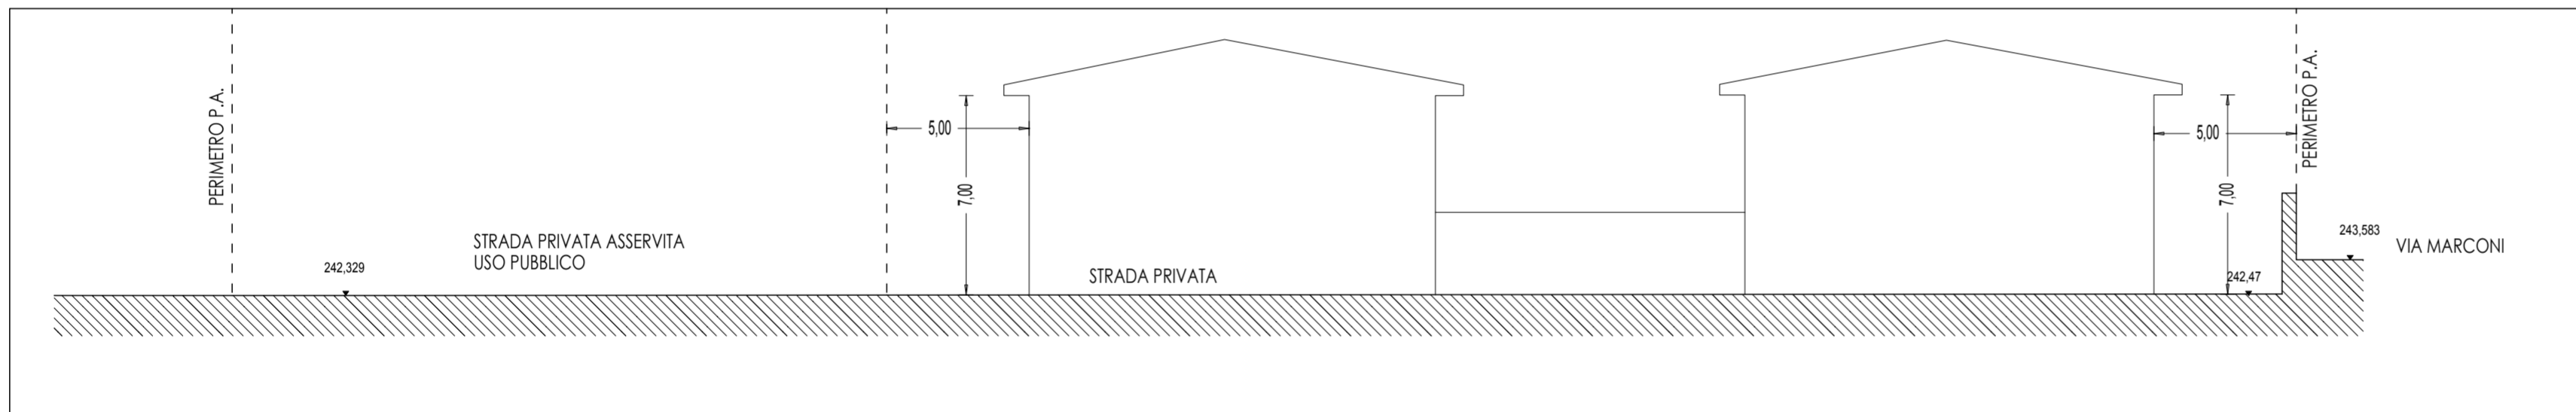 PERIMETRO P.A.
242,329
STRADA PRIVATA ASSERVITA
USO PUBBLICO
5,00
7,00
STRADA PRIVATA
5,00
7,00
242,47
PERIMETRO P.A.
243,583
VIA MARCONI